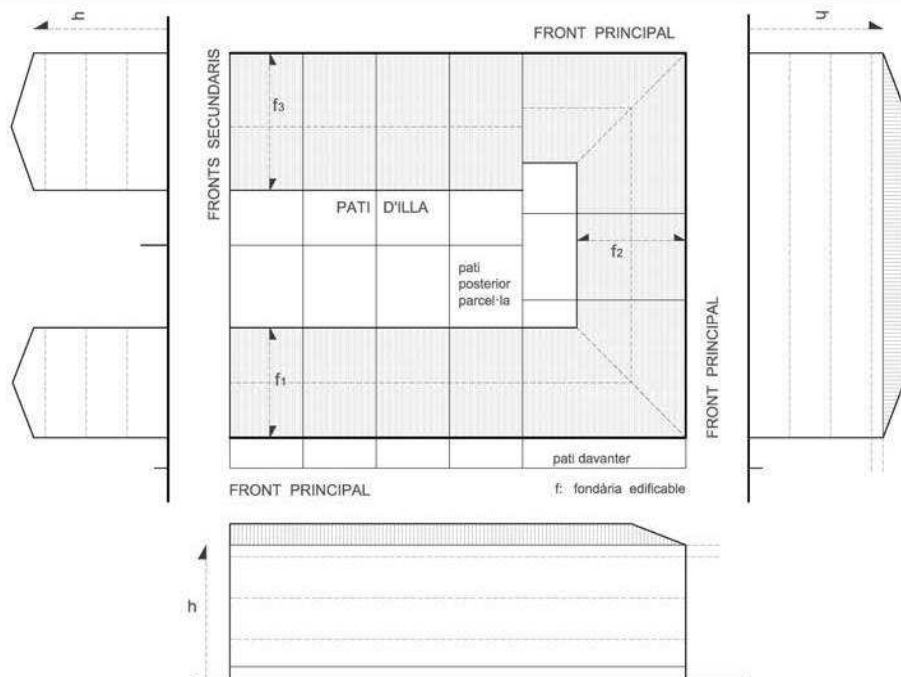 h
h
FRONT PRINCIPAL
FRONTS SECUNDARIS
f3
PATI D'ILLA
f2
pati
posterior
parcel·la
f1
FRONT PRINCIPAL
pati davanter
FRONT PRINCIPAL
f: fondària edificable
h